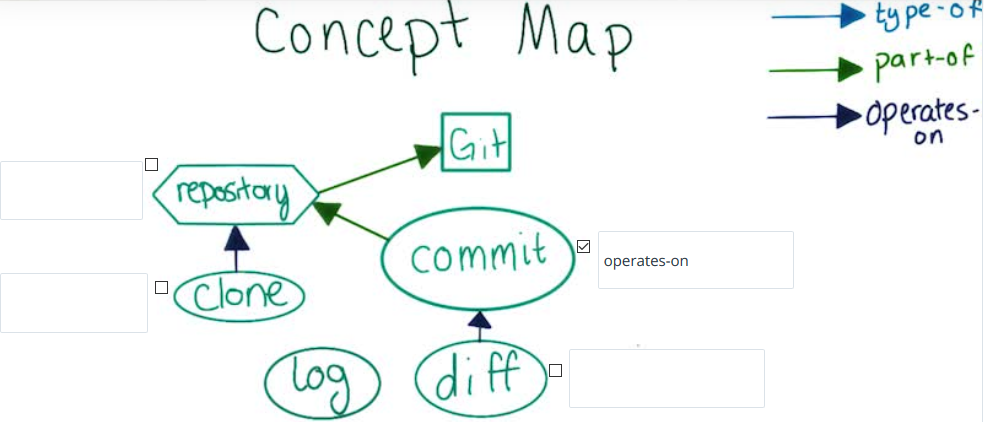 Concept Map
type-of
part-of
operates-
on
Git
repository
commit
operates-on
clone
log
diff